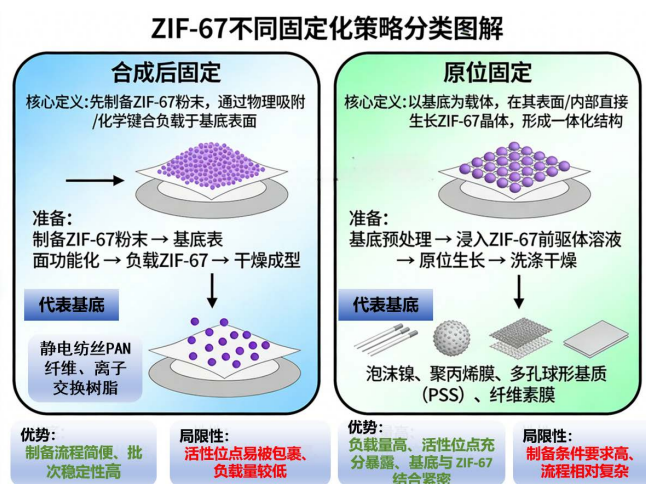 ZIF-67不同固定化策略分类图解
合成后固定
核心定义:先制备ZIF-67粉末，通过物理吸附
/化学键合负载于基底表面
准备：
制备ZIF-67粉末 → 基底表
面功能化 → 负载ZIF-67 → 干燥成型
代表基底
静电纺丝PAN
纤维、离子
交换树脂
优势：
制备流程简便、批
次稳定性高
局限性：
活性位点易被包裹、
负载量较低
原位固定
核心定义：以基底为载体，在其表面/内部直接
生长ZIF-67晶体，形成一体化结构
准备：
基底预处理 → 浸入ZIF-67前驱体溶液
→ 原位生长 → 洗涤干燥
代表基底
泡沫镍、聚丙烯膜、多孔球形基质
（PSS）、纤维素膜
优势：
负载量高、活性位点充
分暴露、基底与 ZIF-67
结合紧密
局限性：
制备条件要求高、
流程相对复杂